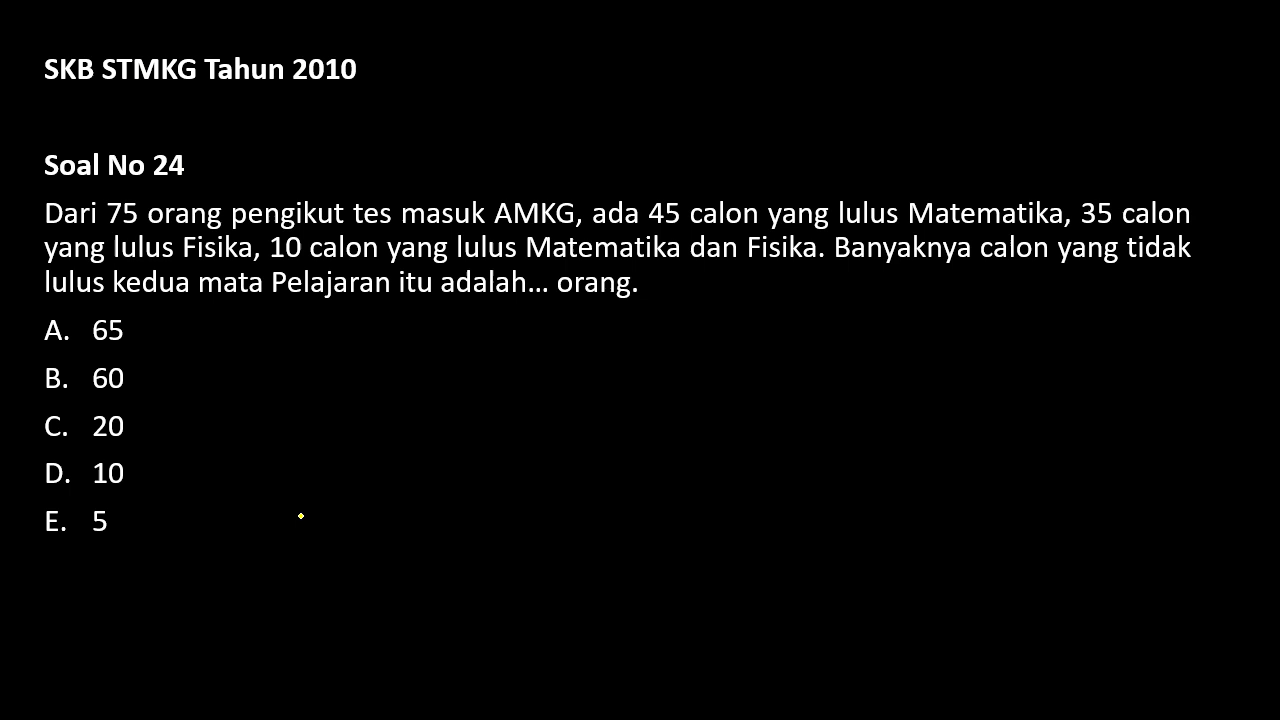 SKB STMKG Tahun 2010
Soal No 24
Dari 75 orang pengikut tes masuk AMKG, ada 45 calon yang lulus Matematika, 35 calon
yang lulus Fisika, 10 calon yang lulus Matematika dan Fisika. Banyaknya calon yang tidak
lulus kedua mata Pelajaran itu adalah... orang.
A. 65
B. 60
C. 20
D. 10
E. 5